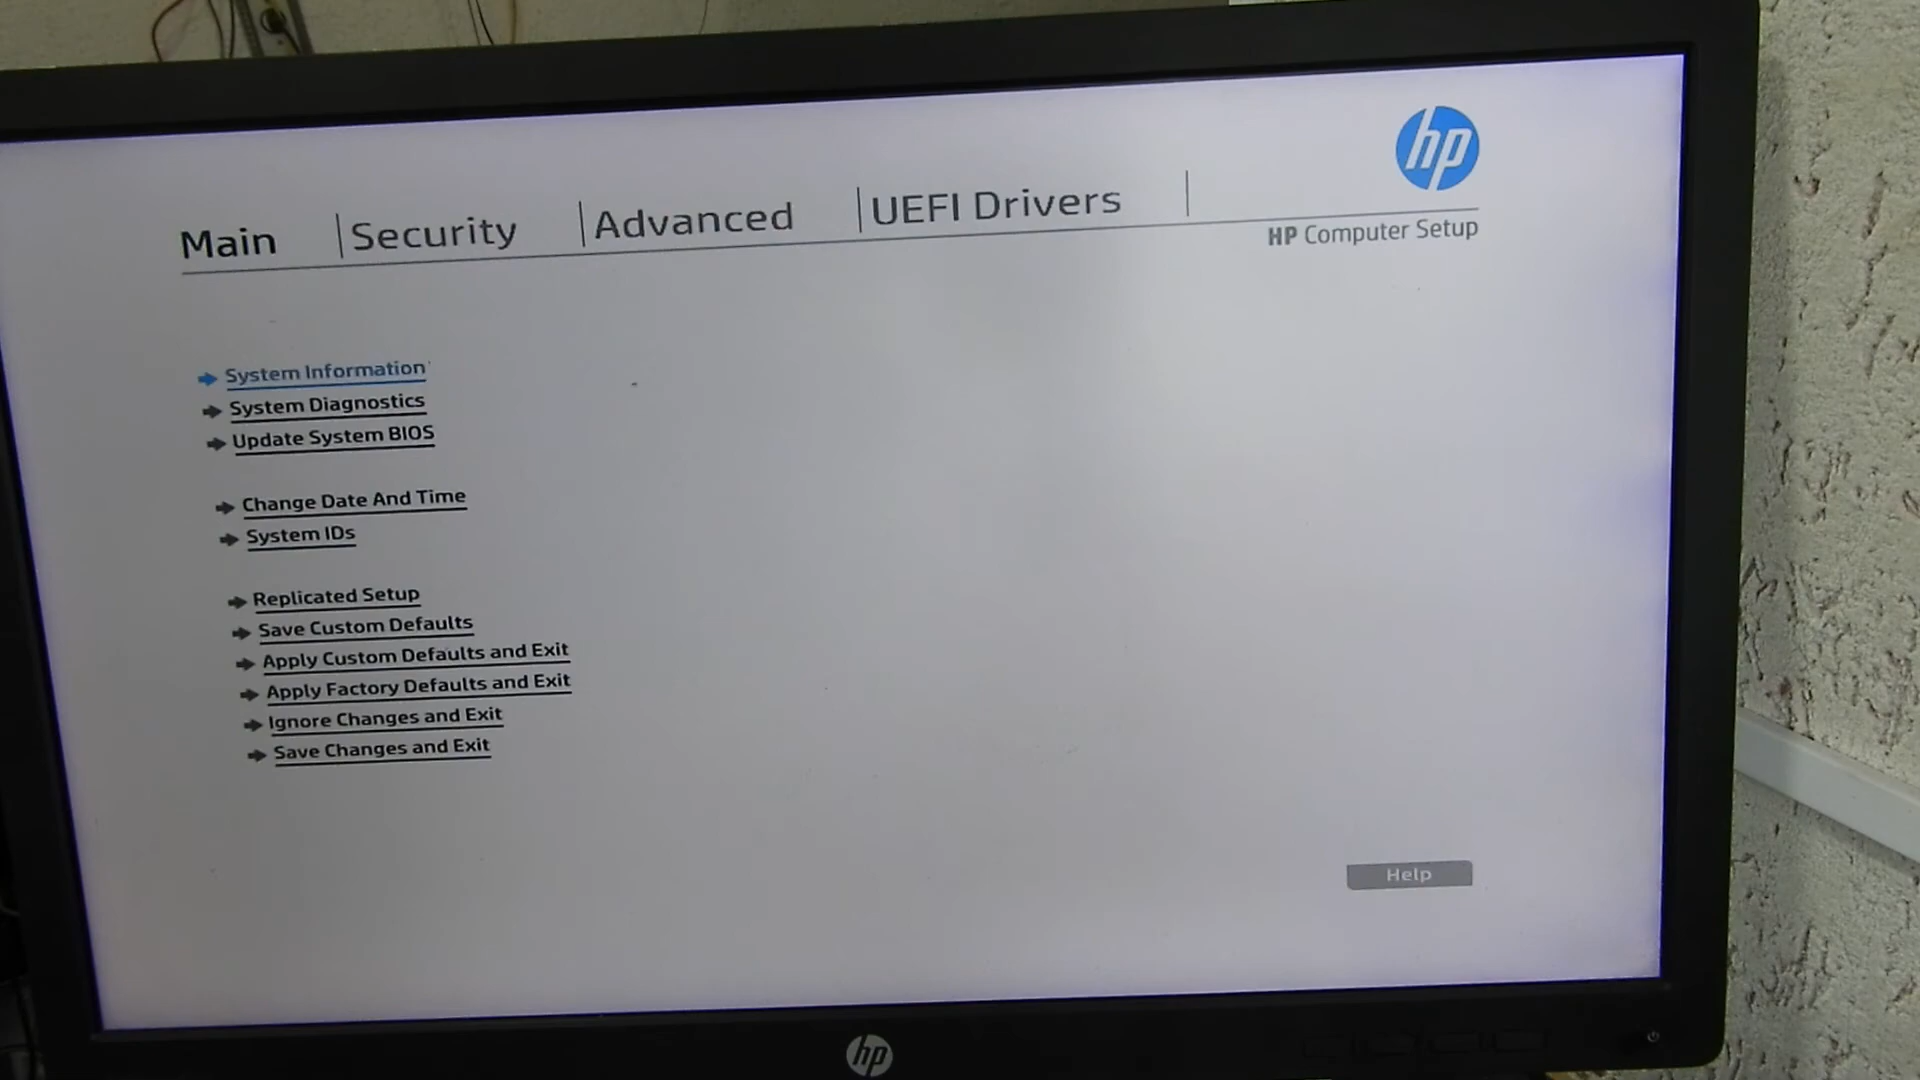 hp
Main Security Advanced UEFI Drivers
HP Computer Setup
System Information
System Diagnostics
Update System BIOS
Change Date And Time
System IDs
Replicated Setup
Save Custom Defaults
Apply Custom Defaults and Exit
Apply Factory Defaults and Exit
Ignore Changes and Exit
Save Changes and Exit
Help
hp